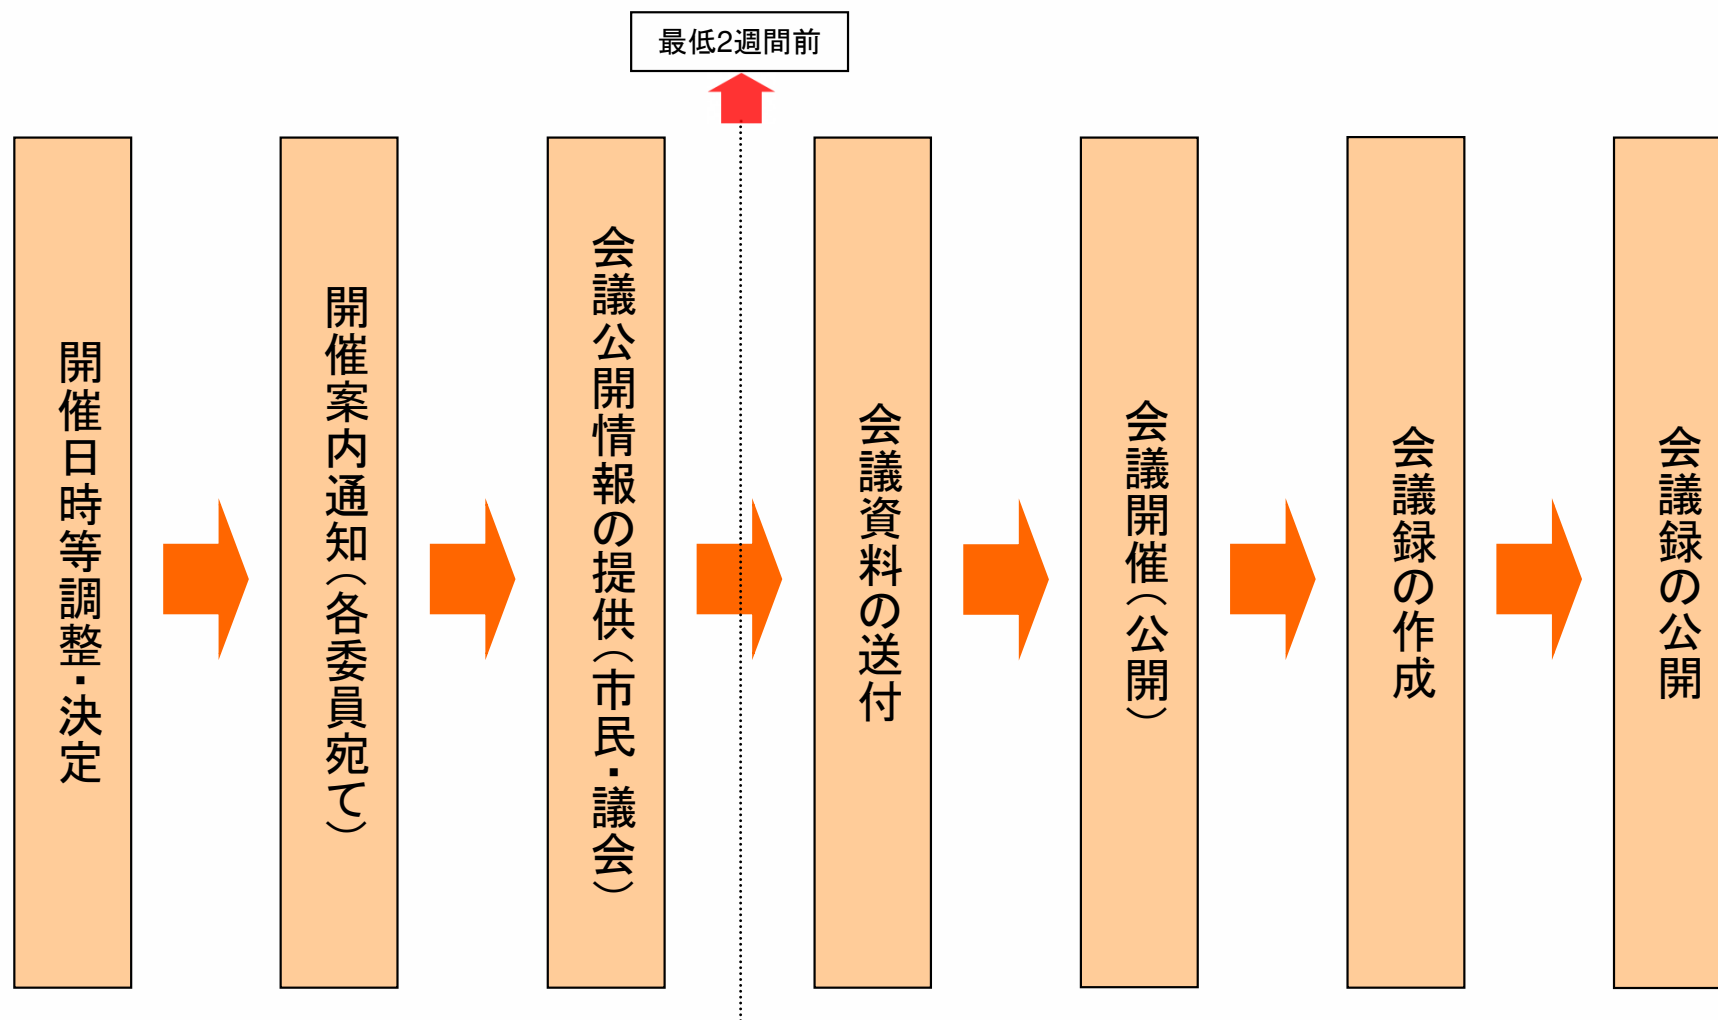 最低2週間前
開催日時等調整・決定
開催案内通知(各委員宛て)
会議公開情報の提供(市民・議会)
会議資料の送付
会議開催(公開)
会議録の作成
会議録の公開